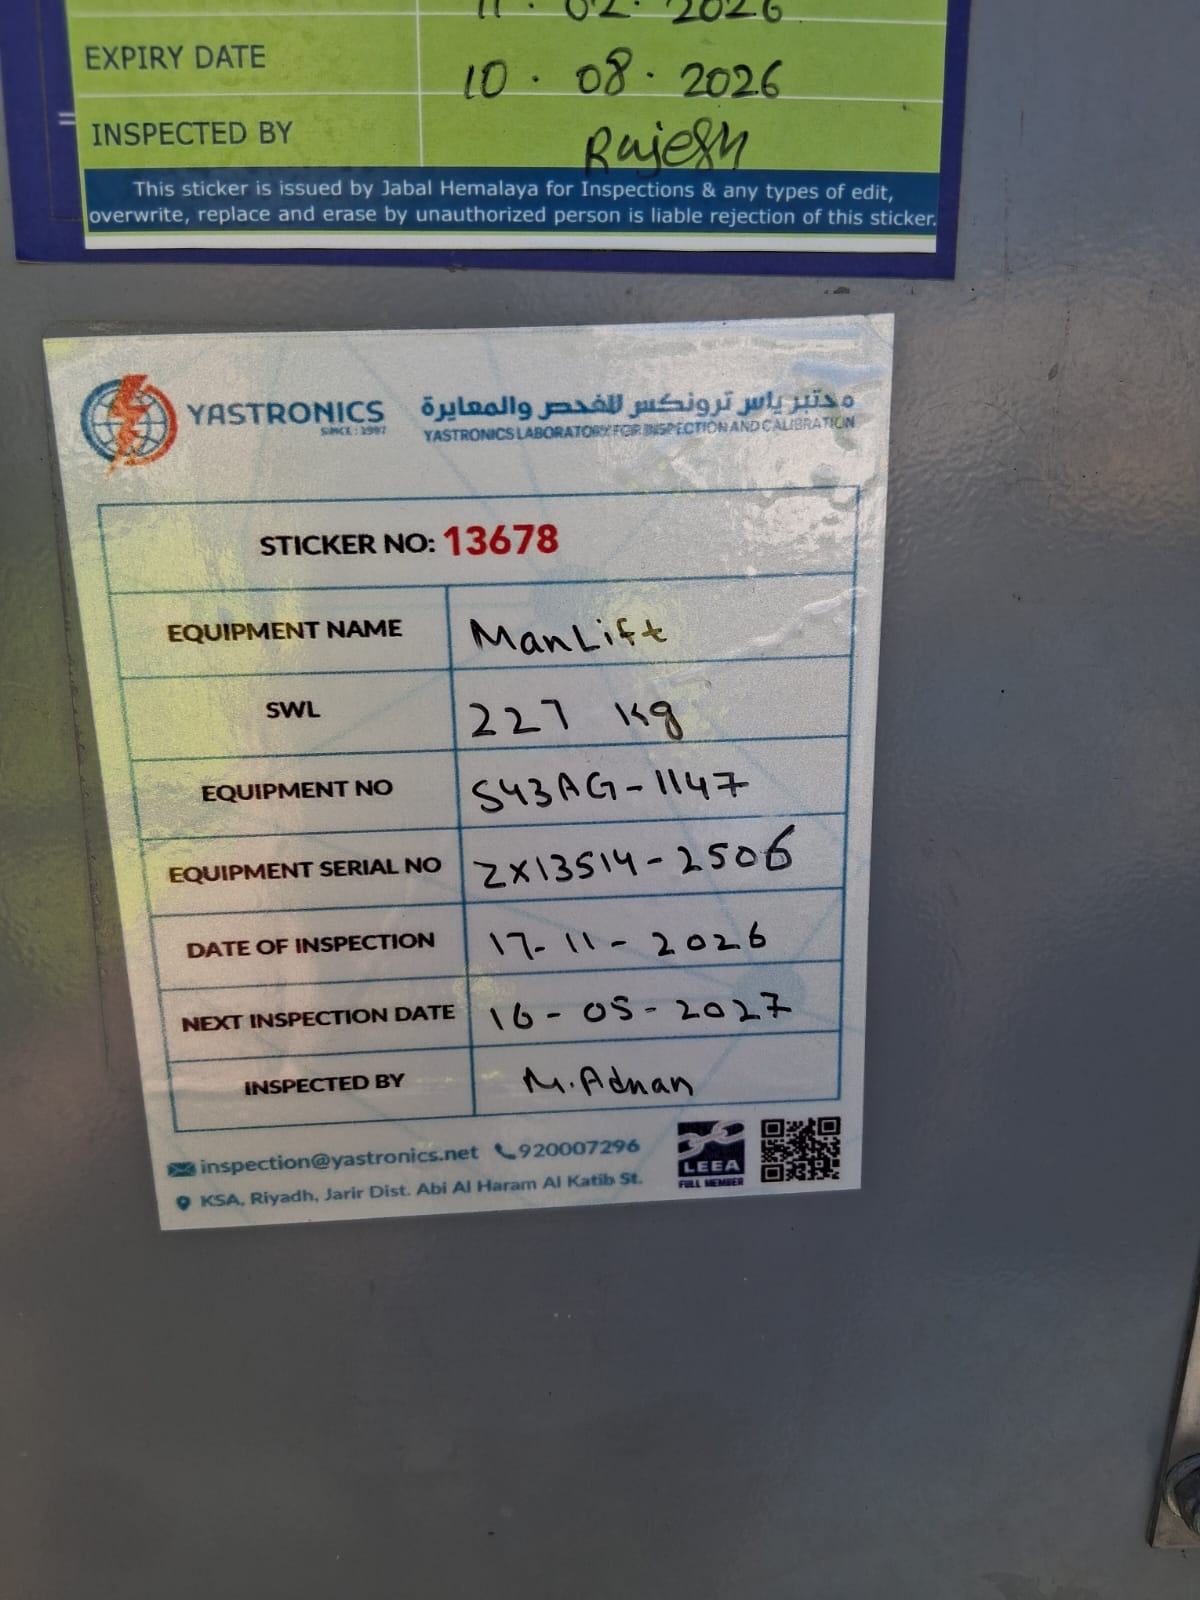 11 . 02. 2026
EXPIRY DATE 10 . 08 . 2026
INSPECTED BY Rajesh
This sticker is issued by Jabal Hemalaya for Inspections & any types of edit,
overwrite, replace and erase by unauthorized person is liable rejection of this sticker.
YASTRONICS
SINCE : 1997
مختبر ياس ترونكس للفحص والمعايرة
YASTRONICS LABORATORY FOR INSPECTION AND CALIBRATION
STICKER NO: 13678
EQUIPMENT NAME ManLift
SWL 227 kg
EQUIPMENT NO S43AG-1147
EQUIPMENT SERIAL NO ZX13514-2506
DATE OF INSPECTION 17-11-2026
NEXT INSPECTION DATE 16-05-2027
INSPECTED BY M.Adnan
inspection@yastronics.net 920007296
KSA, Riyadh, Jarir Dist. Abi Al Haram Al Katib St.
LEEA
FULL MEMBER